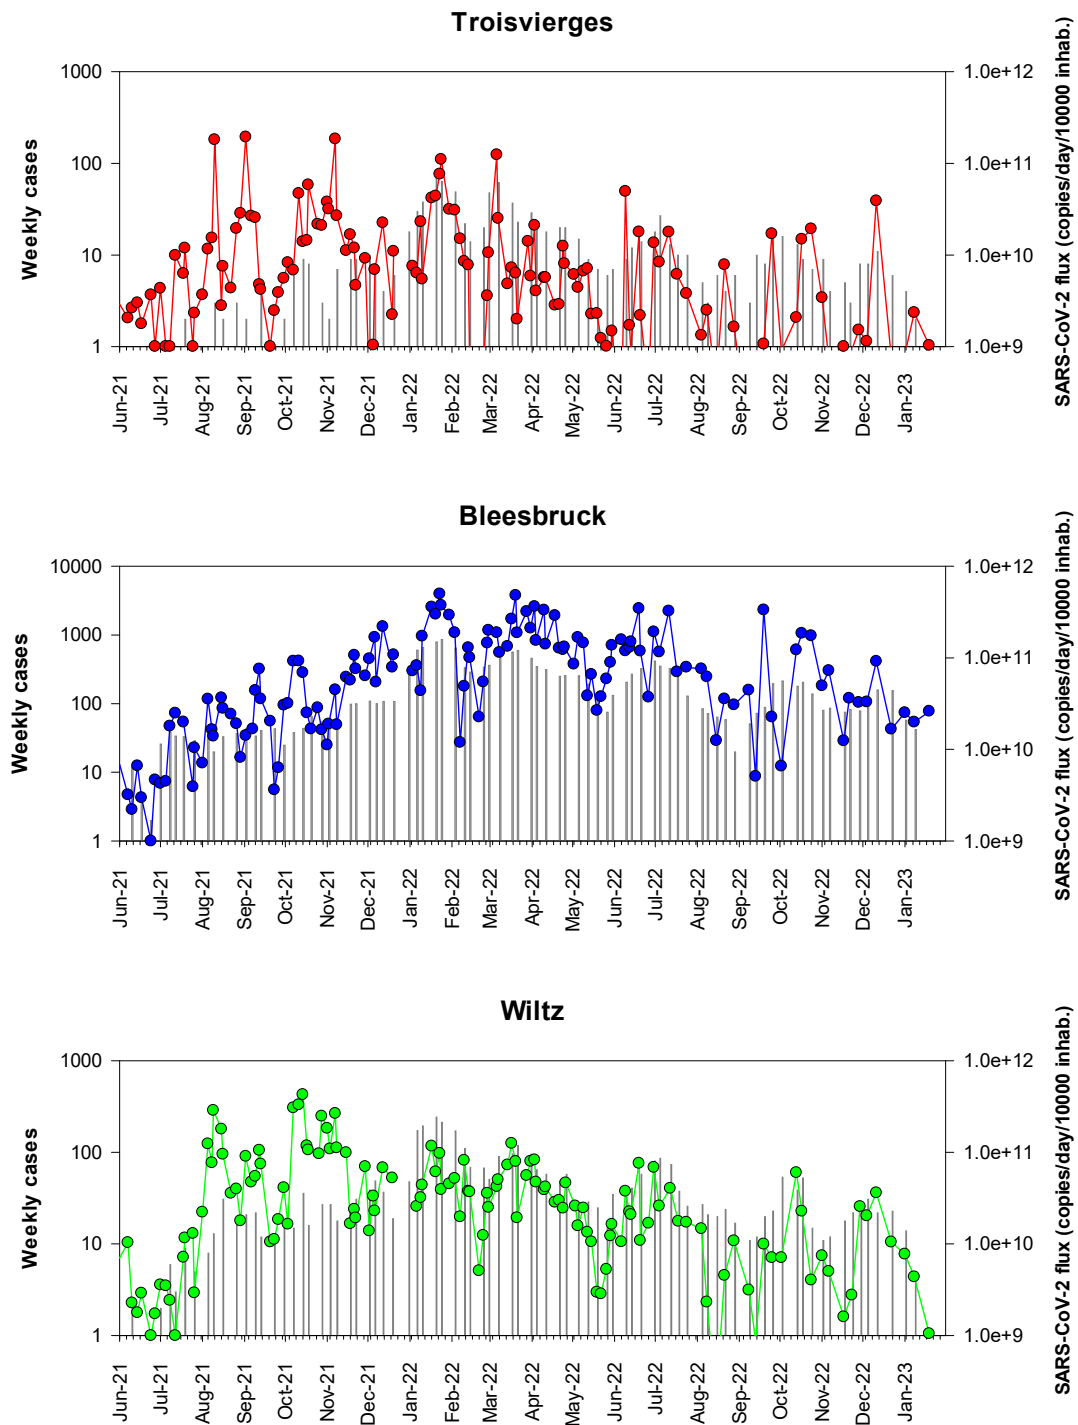 Troisvierges
Weekly cases
1000
100
10
1
1.0e+12
1.0e+11
1.0e+10
1.0e+9
SARS-CoV-2 flux (copies/day/10000 inhab.)
Jun-21
Jul-21
Aug-21
Sep-21
Oct-21
Nov-21
Dec-21
Jan-22
Feb-22
Mar-22
Apr-22
May-22
Jun-22
Jul-22
Aug-22
Sep-22
Oct-22
Nov-22
Dec-22
Jan-23
Bleesbruck
Weekly cases
10000
1000
100
10
1
1.0e+12
1.0e+11
1.0e+10
1.0e+9
SARS-CoV-2 flux (copies/day/10000 inhab.)
Jun-21
Jul-21
Aug-21
Sep-21
Oct-21
Nov-21
Dec-21
Jan-22
Feb-22
Mar-22
Apr-22
May-22
Jun-22
Jul-22
Aug-22
Sep-22
Oct-22
Nov-22
Dec-22
Jan-23
Wiltz
Weekly cases
1000
100
10
1
1.0e+12
1.0e+11
1.0e+10
1.0e+9
SARS-CoV-2 flux (copies/day/10000 inhab.)
Jun-21
Jul-21
Aug-21
Sep-21
Oct-21
Nov-21
Dec-21
Jan-22
Feb-22
Mar-22
Apr-22
May-22
Jun-22
Jul-22
Aug-22
Sep-22
Oct-22
Nov-22
Dec-22
Jan-23